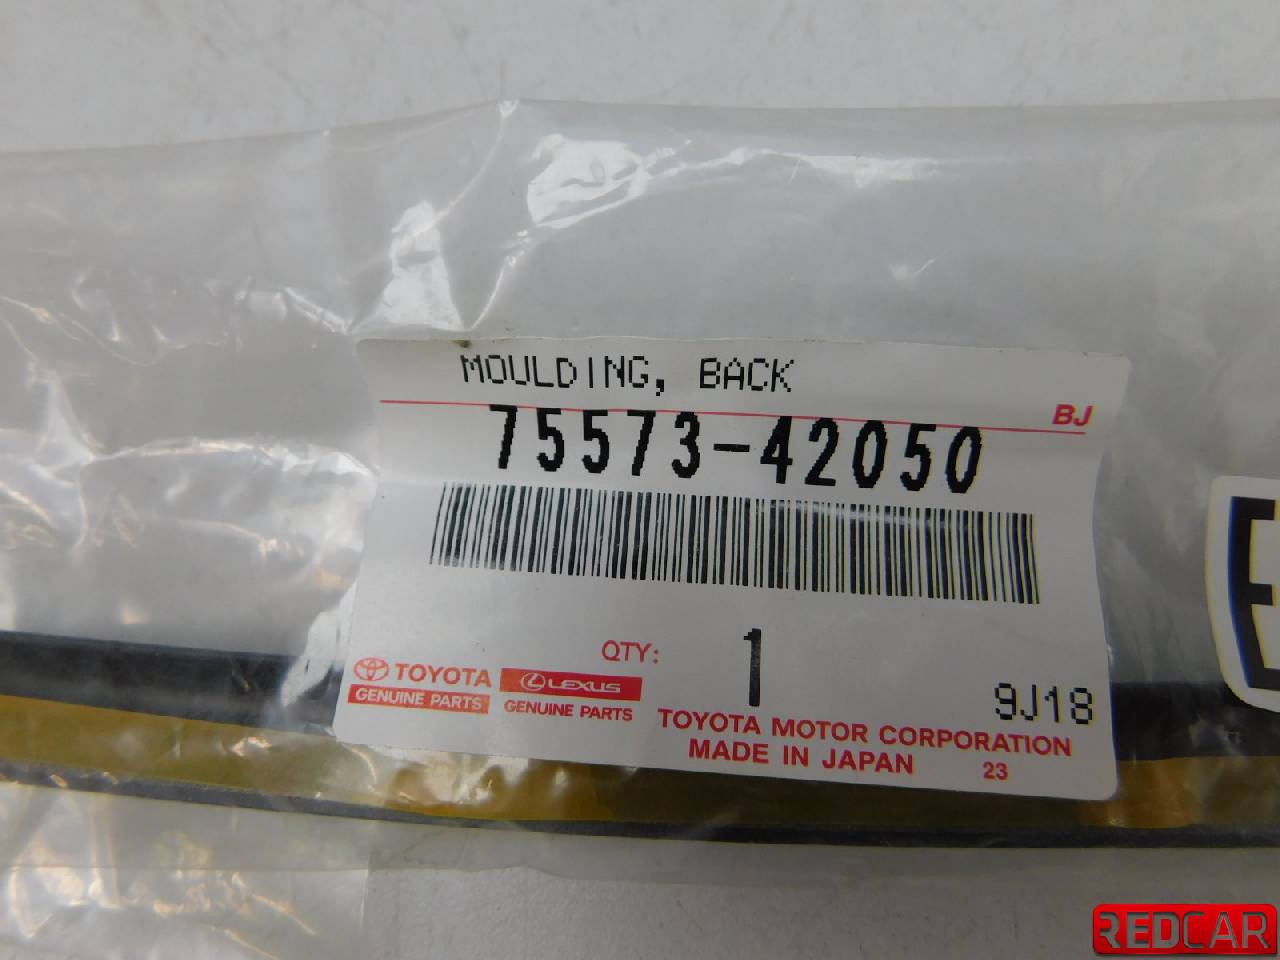 MOULDING, BACK
BJ
75573-42050
QTY: 1
TOYOTA
GENUINE PARTS
LEXUS
GENUINE PARTS
9J18
TOYOTA MOTOR CORPORATION
MADE IN JAPAN 23
E
REDCAR